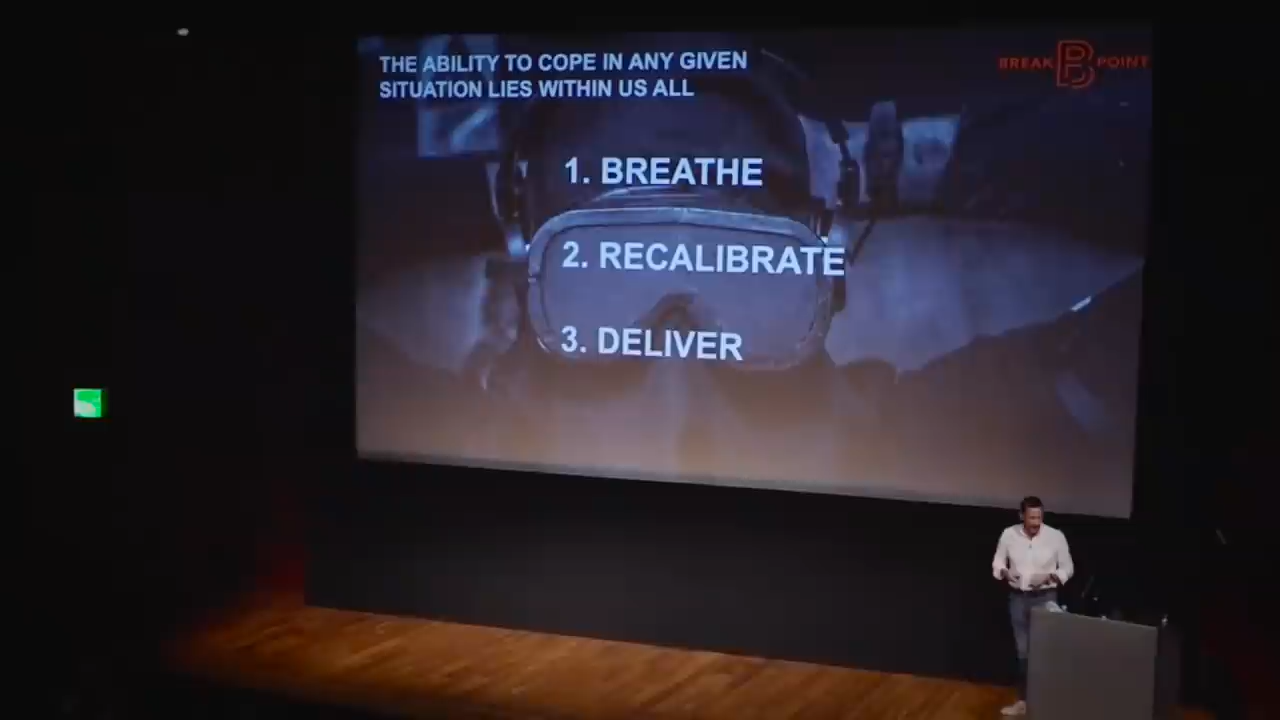 THE ABILITY TO COPE IN ANY GIVEN
SITUATION LIES WITHIN US ALL
BREAK BP POINT
1. BREATHE
2. RECALIBRATE
3. DELIVER